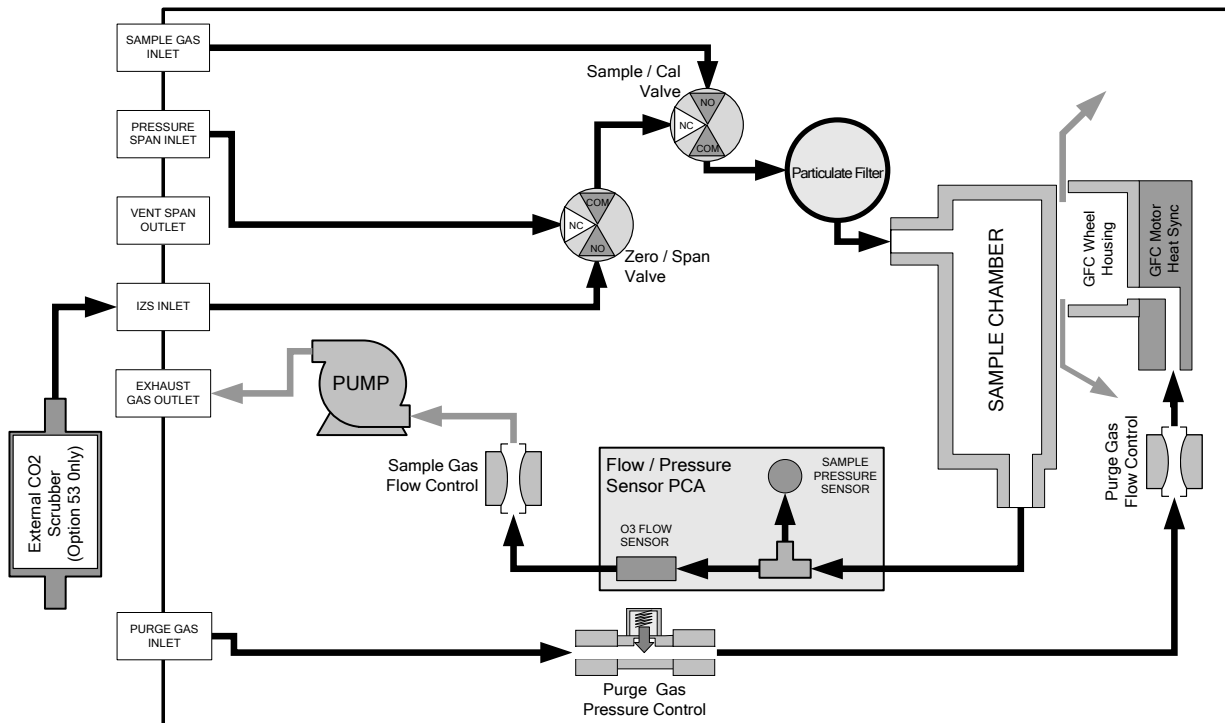 SAMPLE GAS
INLET
PRESSURE
SPAN INLET
VENT SPAN
OUTLET
IZS INLET
EXHAUST
GAS OUTLET
PURGE GAS
INLET
External CO2
Scrubber
(Option 53 0nly)
Sample / Cal
Valve
NO
NC
COM
COM
NC
NO
Zero / Span
Valve
Particulate Filter
SAMPLE CHAMBER
GFC Wheel
Housing
GFC Motor
Heat Sync
PUMP
Sample Gas
Flow Control
Flow / Pressure
Sensor PCA
SAMPLE
PRESSURE
SENSOR
O3 FLOW
SENSOR
Purge Gas
Flow Control
Purge Gas
Pressure Control